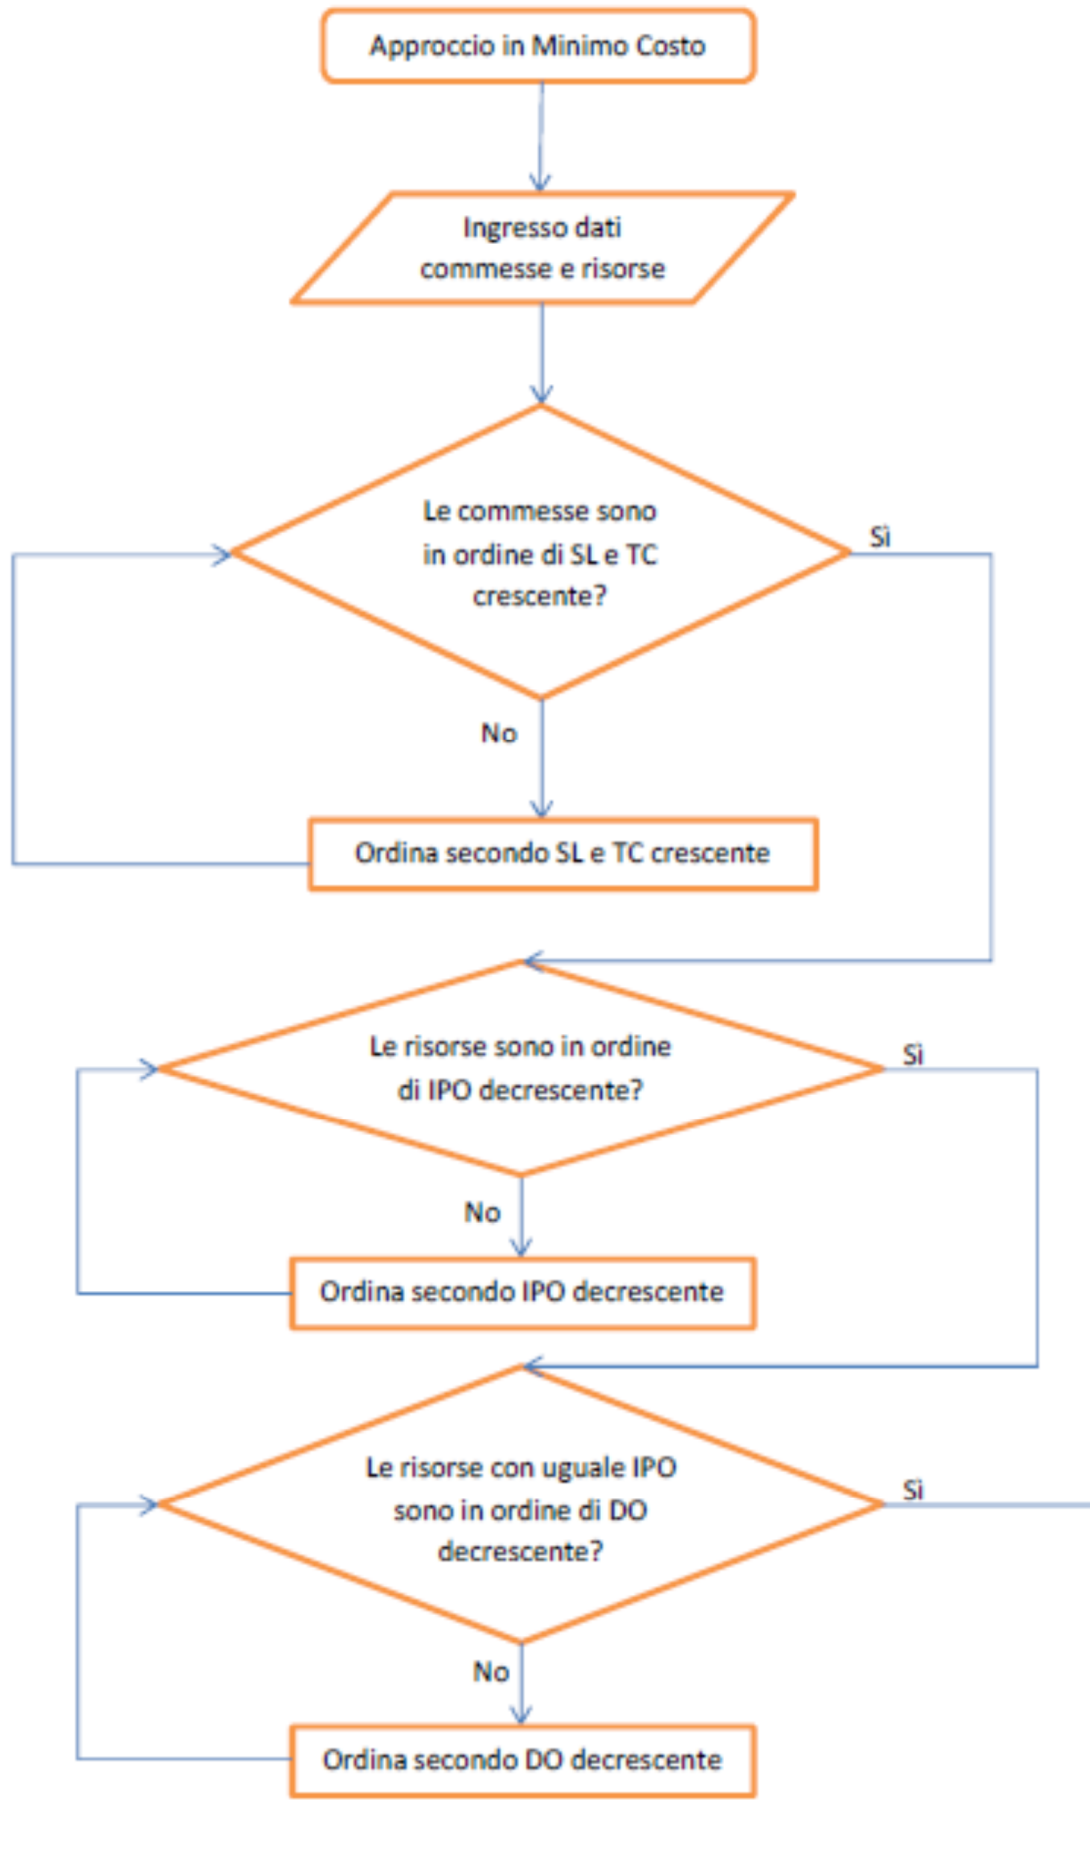 Approccio in Minimo Costo
Ingresso dati
commesse e risorse
Le commesse sono
in ordine di SL e TC
crescente?
Sì
No
Ordina secondo SL e TC crescente
Le risorse sono in ordine
di IPO decrescente?
Sì
No
Ordina secondo IPO decrescente
Le risorse con uguale IPO
sono in ordine di DO
decrescente?
Sì
No
Ordina secondo DO decrescente